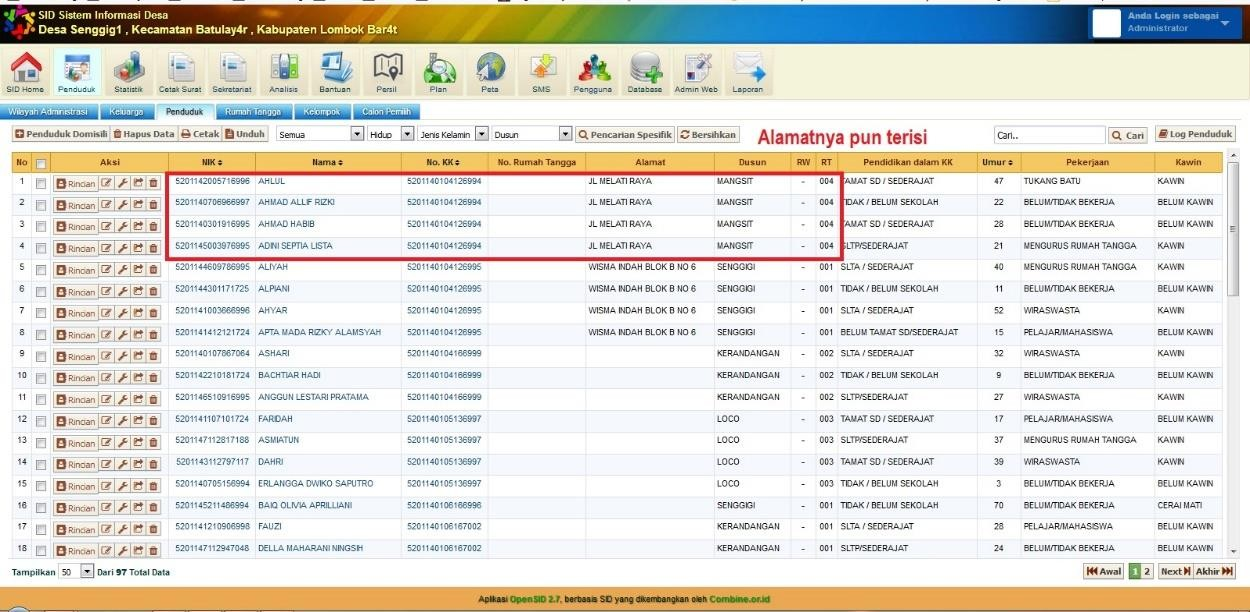 SID Sistem Informasi Desa
Desa Senggig1 , Kecamatan Batulay4r , Kabupaten Lombok Bar4t
Anda Login sebagai
Administrator
SID Home Penduduk Statistik Cetak Surat Sekretariat Analisis Bantuan Persil Plan Peta SMS Pengguna Database Admin Web Laporan
Wilayah Administrasi Keluarga Penduduk Rumah Tangga Kelompok Calon Pemilih
Penduduk Domisili Hapus Data Cetak Unduh Semua Hidup Jenis Kelamin Dusun Pencarian Spesifik Bersihkan Alamatnya pun terisi Cari.. Cari Log Penduduk
No Aksi NIK Nama No. KK No. Rumah Tangga Alamat Dusun RW RT Pendidikan dalam KK Umur Pekerjaan Kawin
1 Rincian 5201142005716996 AHLUL 5201140104126994 JL MELATI RAYA MANGSIT - 004 TAMAT SD / SEDERAJAT 47 TUKANG BATU KAWIN
2 Rincian 5201140706966997 AHMAD ALLIF RIZKI 5201140104126994 JL MELATI RAYA MANGSIT - 004 TIDAK / BELUM SEKOLAH 22 BELUM/TIDAK BEKERJA BELUM KAWIN
3 Rincian 5201140301916995 AHMAD HABIB 5201140104126994 JL MELATI RAYA MANGSIT - 004 TAMAT SD / SEDERAJAT 28 BELUM/TIDAK BEKERJA BELUM KAWIN
4 Rincian 5201145003976995 ADINI SEPTIA LISTA 5201140104126994 JL MELATI RAYA MANGSIT - 004 SLTP/SEDERAJAT 21 MENGURUS RUMAH TANGGA KAWIN
5 Rincian 5201144609786995 ALIYAH 5201140104126995 WISMA INDAH BLOK B NO 6 SENGGIGI - 001 SLTA / SEDERAJAT 40 MENGURUS RUMAH TANGGA KAWIN
6 Rincian 5201144301171725 ALPIANI 5201140104126995 WISMA INDAH BLOK B NO 6 SENGGIGI - 001 TIDAK / BELUM SEKOLAH 11 BELUM/TIDAK BEKERJA BELUM KAWIN
7 Rincian 5201141003666996 AHYAR 5201140104126995 WISMA INDAH BLOK B NO 6 SENGGIGI - 001 SLTA / SEDERAJAT 52 WIRASWASTA KAWIN
8 Rincian 5201141412121724 APTA MADA RIZKY ALAMSYAH 5201140104126995 WISMA INDAH BLOK B NO 6 SENGGIGI - 001 BELUM TAMAT SD/SEDERAJAT 15 PELAJAR/MAHASISWA BELUM KAWIN
9 Rincian 5201140107867064 ASHARI 5201140104166999 KERANDANGAN - 002 SLTA / SEDERAJAT 32 WIRASWASTA KAWIN
10 Rincian 5201142210181724 BACHTIAR HADI 5201140104166999 KERANDANGAN - 002 TIDAK / BELUM SEKOLAH 9 BELUM/TIDAK BEKERJA BELUM KAWIN
11 Rincian 5201146510916995 ANGGUN LESTARI PRATAMA 5201140104166999 KERANDANGAN - 002 SLTP/SEDERAJAT 27 WIRASWASTA KAWIN
12 Rincian 5201141107101724 FARIDAH 5201140105136997 LOCO - 003 TAMAT SD / SEDERAJAT 17 PELAJAR/MAHASISWA BELUM KAWIN
13 Rincian 5201147112817188 ASMIATUN 5201140105136997 LOCO - 003 SLTP/SEDERAJAT 37 MENGURUS RUMAH TANGGA KAWIN
14 Rincian 5201143112797117 DAHRI 5201140105136997 LOCO - 003 TAMAT SD / SEDERAJAT 39 WIRASWASTA KAWIN
15 Rincian 5201140705156994 ERLANGGA DWIKO SAPUTRO 5201140105136997 LOCO - 003 TIDAK / BELUM SEKOLAH 3 BELUM/TIDAK BEKERJA BELUM KAWIN
16 Rincian 5201145211486994 BAIQ OLIVIA APRILLIANI 5201140106166996 SENGGIGI - 001 TIDAK / BELUM SEKOLAH 70 BELUM/TIDAK BEKERJA CERAI MATI
17 Rincian 5201141210906998 FAUZI 5201140106167002 KERANDANGAN - 001 SLTA / SEDERAJAT 28 PELAJAR/MAHASISWA BELUM KAWIN
18 Rincian 5201147112947048 DELLA MAHARANI NINGSIH 5201140106167002 KERANDANGAN - 001 SLTP/SEDERAJAT 24 BELUM/TIDAK BEKERJA BELUM KAWIN
Tampilkan 50 Dari 97 Total Data Awal 1 2 Next Akhir
Aplikasi OpenSID 2.7, berbasis SID yang dikembangkan oleh Combine.or.id